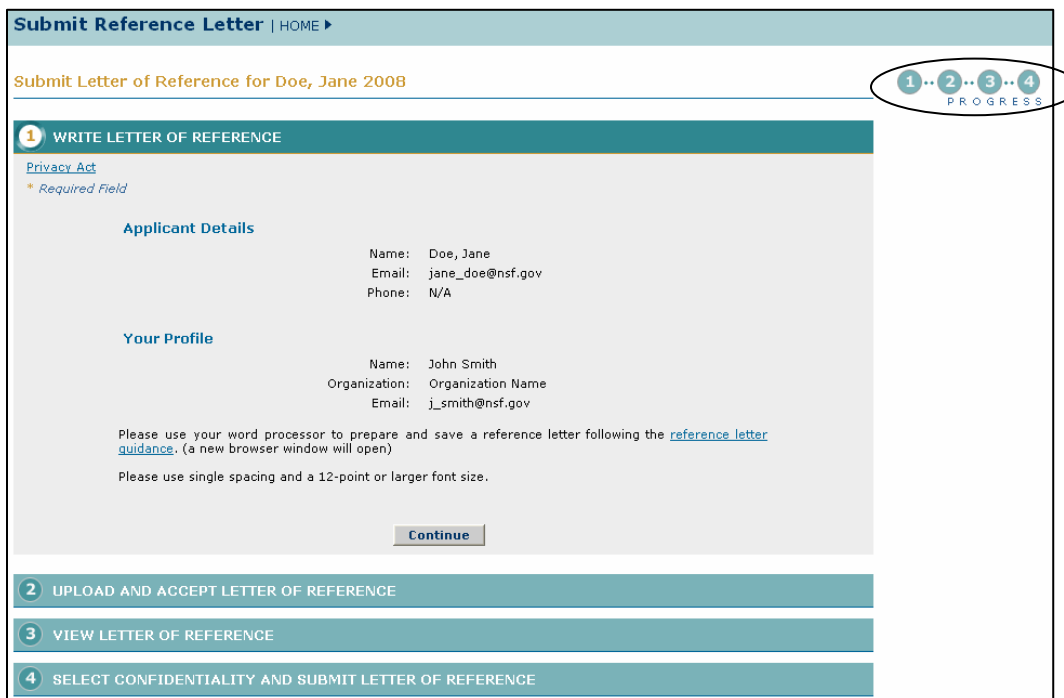 Submit Reference Letter | HOME
Submit Letter of Reference for Doe, Jane 2008
1..2..3..4
PROGRESS
1 WRITE LETTER OF REFERENCE
Privacy Act
* Required Field
Applicant Details
Name: Doe, Jane
Email: jane_doe@nsf.gov
Phone: N/A
Your Profile
Name: John Smith
Organization: Organization Name
Email: j_smith@nsf.gov
Please use your word processor to prepare and save a reference letter following the reference letter
guidance. (a new browser window will open)
Please use single spacing and a 12-point or larger font size.
Continue
2 UPLOAD AND ACCEPT LETTER OF REFERENCE
3 VIEW LETTER OF REFERENCE
4 SELECT CONFIDENTIALITY AND SUBMIT LETTER OF REFERENCE